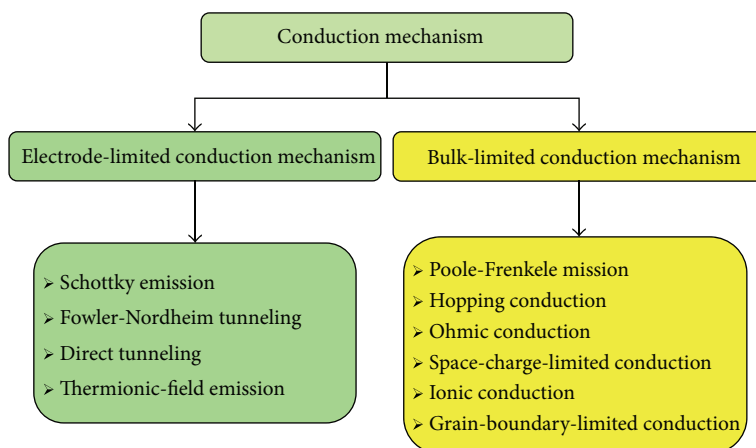 Conduction mechanism
Electrode-limited conduction mechanism
Bulk-limited conduction mechanism
➢ Schottky emission
➢ Fowler-Nordheim tunneling
➢ Direct tunneling
➢ Thermionic-field emission
➢ Poole-Frenkele mission
➢ Hopping conduction
➢ Ohmic conduction
➢ Space-charge-limited conduction
➢ Ionic conduction
➢ Grain-boundary-limited conduction